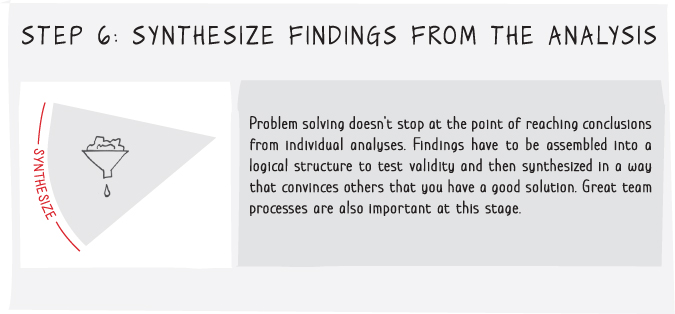 STEP 6: SYNTHESIZE FINDINGS FROM THE ANALYSIS
SYNTHESIZE
Problem solving doesn't stop at the point of reaching conclusions
from individual analyses. Findings have to be assembled into a
logical structure to test validity and then synthesized in a way
that convinces others that you have a good solution. Great team
processes are also important at this stage.